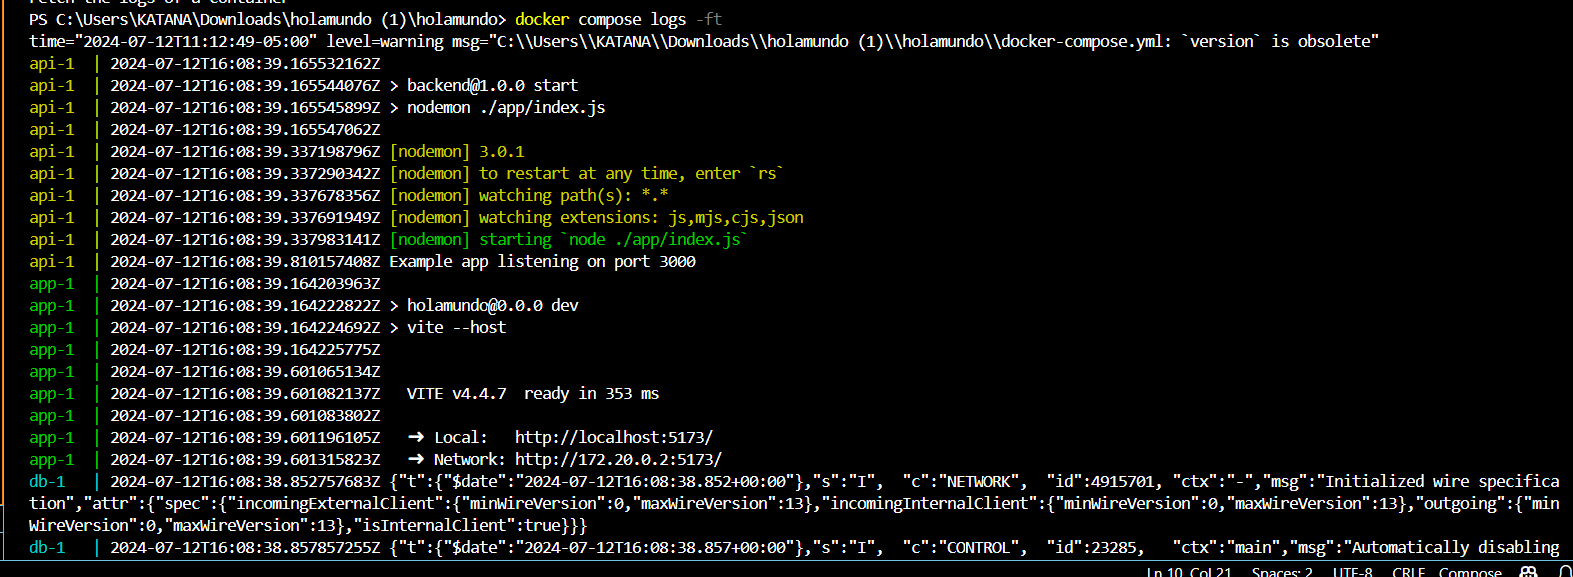 Fetch the logs of a container
PS C:\Users\KATANA\Downloads\holamundo (1)\holamundo> docker compose logs -ft
time="2024-07-12T11:12:49-05:00" level=warning msg="C:\\Users\\KATANA\\Downloads\\holamundo (1)\\holamundo\\docker-compose.yml: `version` is obsolete"
api-1  | 2024-07-12T16:08:39.165532162Z
api-1  | 2024-07-12T16:08:39.165544076Z > backend@1.0.0 start
api-1  | 2024-07-12T16:08:39.165545899Z > nodemon ./app/index.js
api-1  | 2024-07-12T16:08:39.165547062Z
api-1  | 2024-07-12T16:08:39.337198796Z [nodemon] 3.0.1
api-1  | 2024-07-12T16:08:39.337290342Z [nodemon] to restart at any time, enter `rs`
api-1  | 2024-07-12T16:08:39.337678356Z [nodemon] watching path(s): *.*
api-1  | 2024-07-12T16:08:39.337691949Z [nodemon] watching extensions: js,mjs,cjs,json
api-1  | 2024-07-12T16:08:39.337983141Z [nodemon] starting `node ./app/index.js`
api-1  | 2024-07-12T16:08:39.810157408Z Example app listening on port 3000
app-1  | 2024-07-12T16:08:39.164203963Z
app-1  | 2024-07-12T16:08:39.164222822Z > holamundo@0.0.0 dev
app-1  | 2024-07-12T16:08:39.164224692Z > vite --host
app-1  | 2024-07-12T16:08:39.164225775Z
app-1  | 2024-07-12T16:08:39.601065134Z
app-1  | 2024-07-12T16:08:39.601082137Z   VITE v4.4.7  ready in 353 ms
app-1  | 2024-07-12T16:08:39.601083802Z
app-1  | 2024-07-12T16:08:39.601196105Z   ➜ Local:   http://localhost:5173/
app-1  | 2024-07-12T16:08:39.601315823Z   ➜ Network: http://172.20.0.2:5173/
db-1   | 2024-07-12T16:08:38.852757683Z {"t":{"$date":"2024-07-12T16:08:38.852+00:00"},"s":"I",  "c":"NETWORK",  "id":4915701, "ctx":"-","msg":"Initialized wire specifica
tion","attr":{"spec":{"incomingExternalClient":{"minWireVersion":0,"maxWireVersion":13},"incomingInternalClient":{"minWireVersion":0,"maxWireVersion":13},"outgoing":{"min
WireVersion":0,"maxWireVersion":13},"isInternalClient":true}}}
db-1   | 2024-07-12T16:08:38.857857255Z {"t":{"$date":"2024-07-12T16:08:38.857+00:00"},"s":"I",  "c":"CONTROL",  "id":23285,   "ctx":"main","msg":"Automatically disabling
Ln 10, Col 21   Spaces: 2   UTF-8   CRLF   Compose